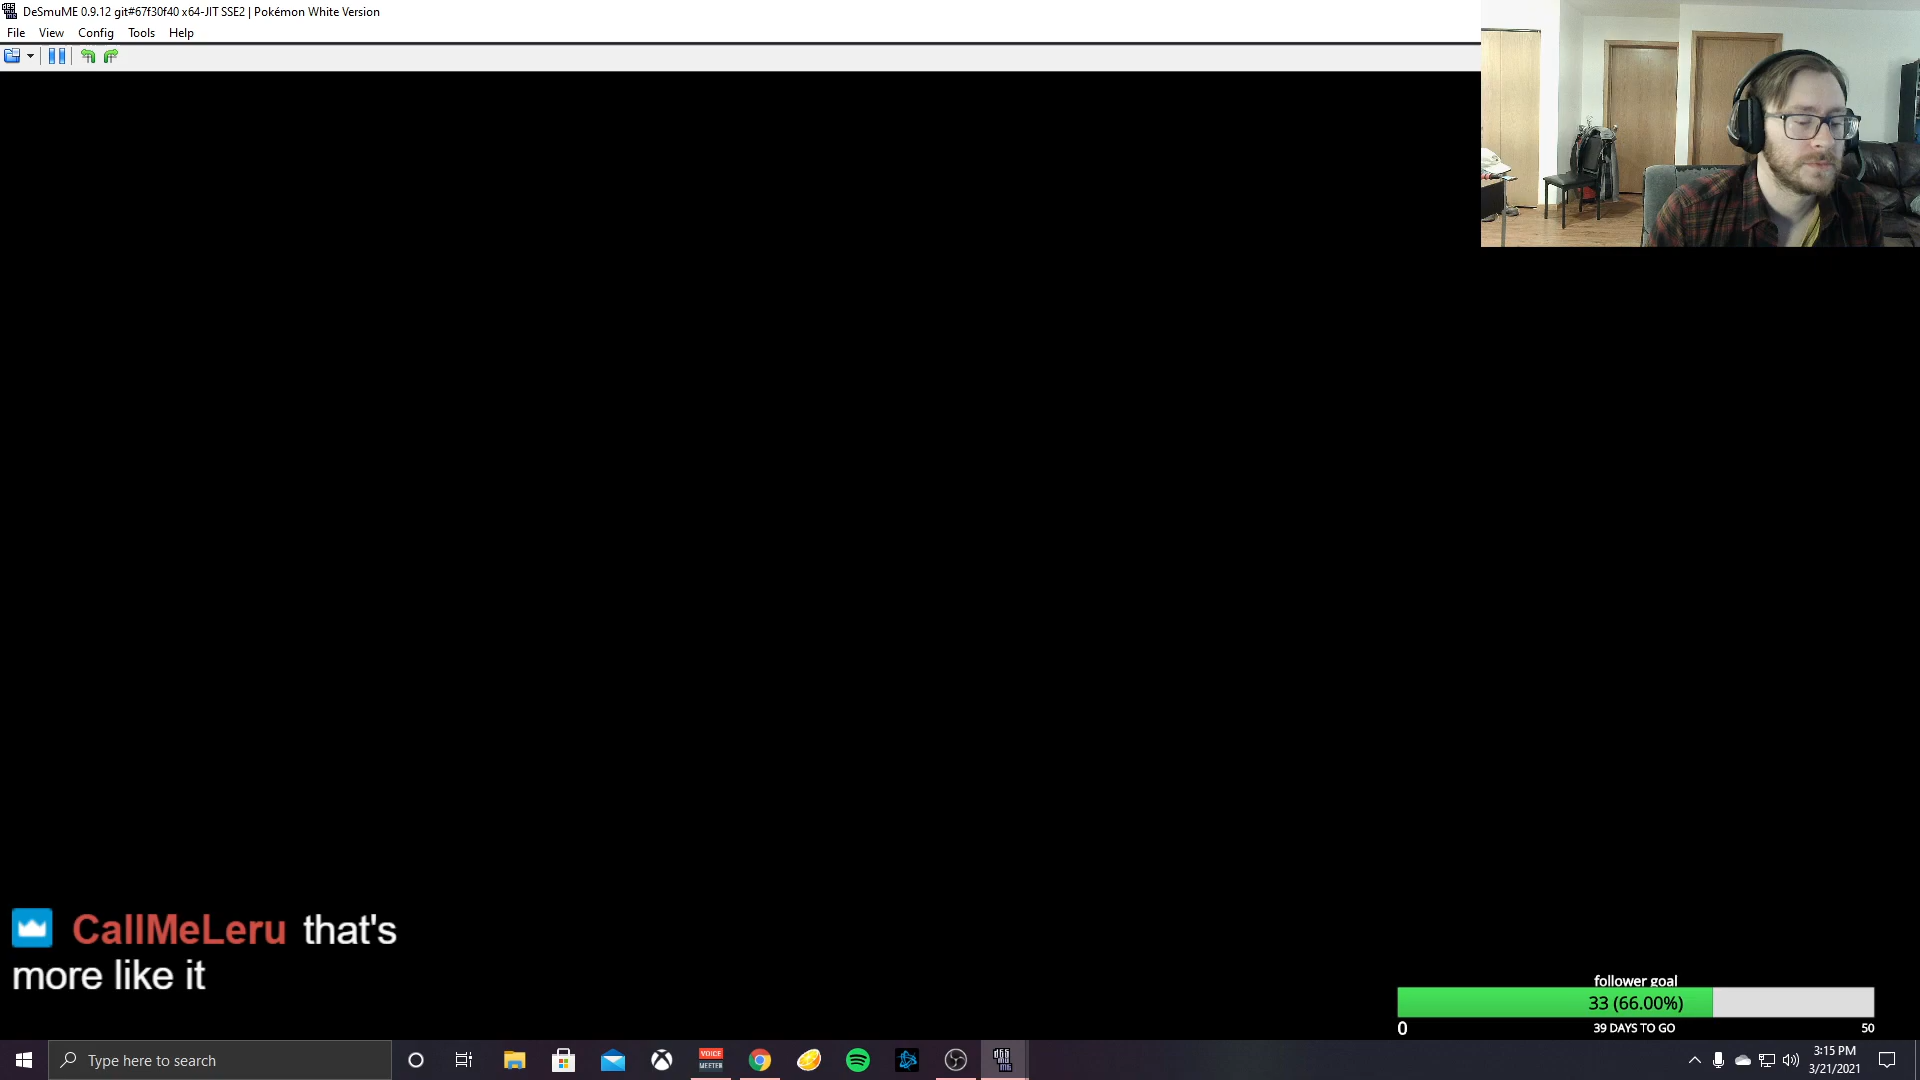 DeSmuME 0.9.12 git#67f30f40 x64-JIT SSE2 | Pokémon White Version
File View Config Tools Help
CallMeLeru that's
more like it
follower goal
33 (66.00%)
0 39 DAYS TO GO 50
Type here to search
VOICE
MEETER
3:15 PM
3/21/2021